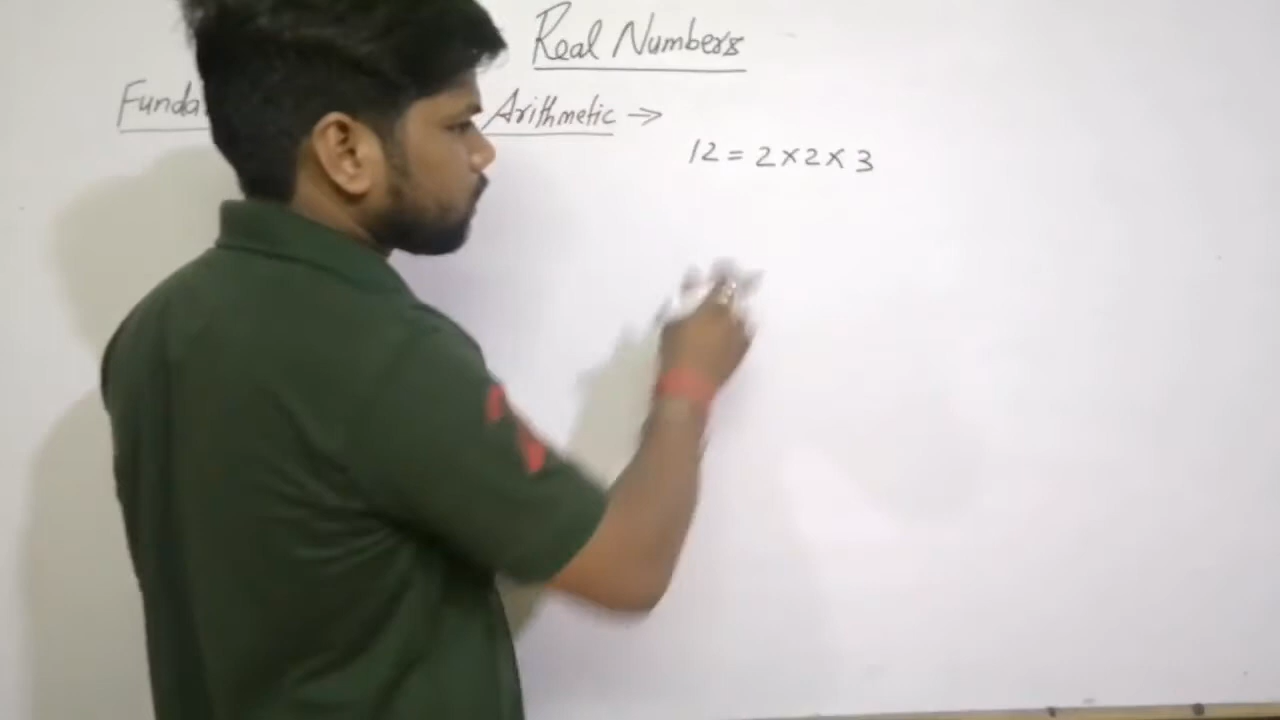 Real Numbers
Funda Arithmetic →
12 = 2 × 2 × 3